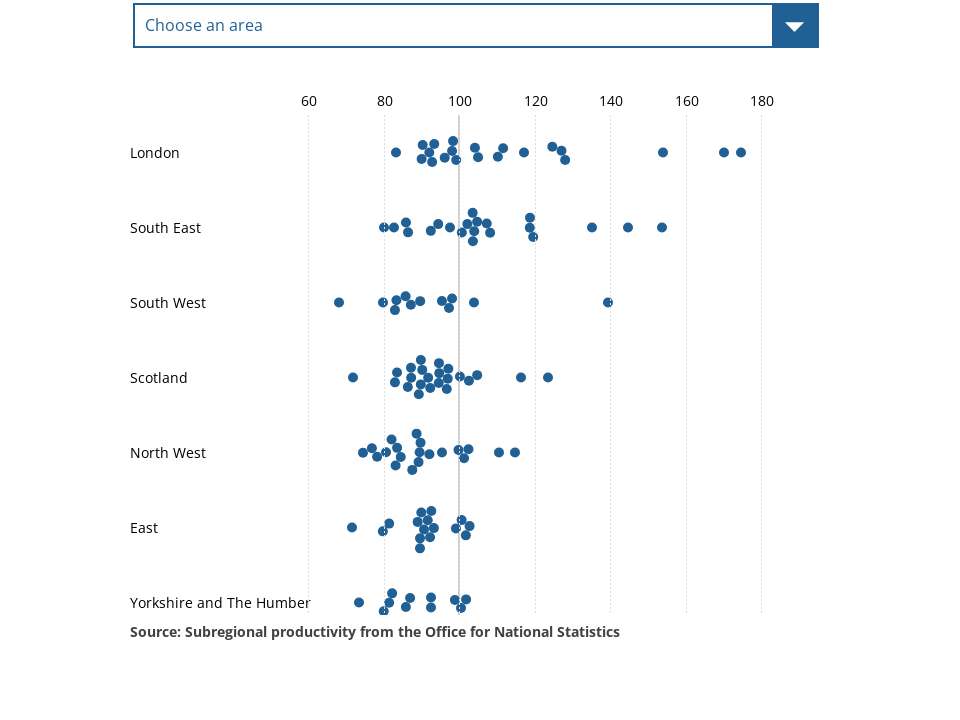 Choose an area
60 80 100 120 140 160 180
London
South East
South West
Scotland
North West
East
Yorkshire and The Humber
Source: Subregional productivity from the Office for National Statistics